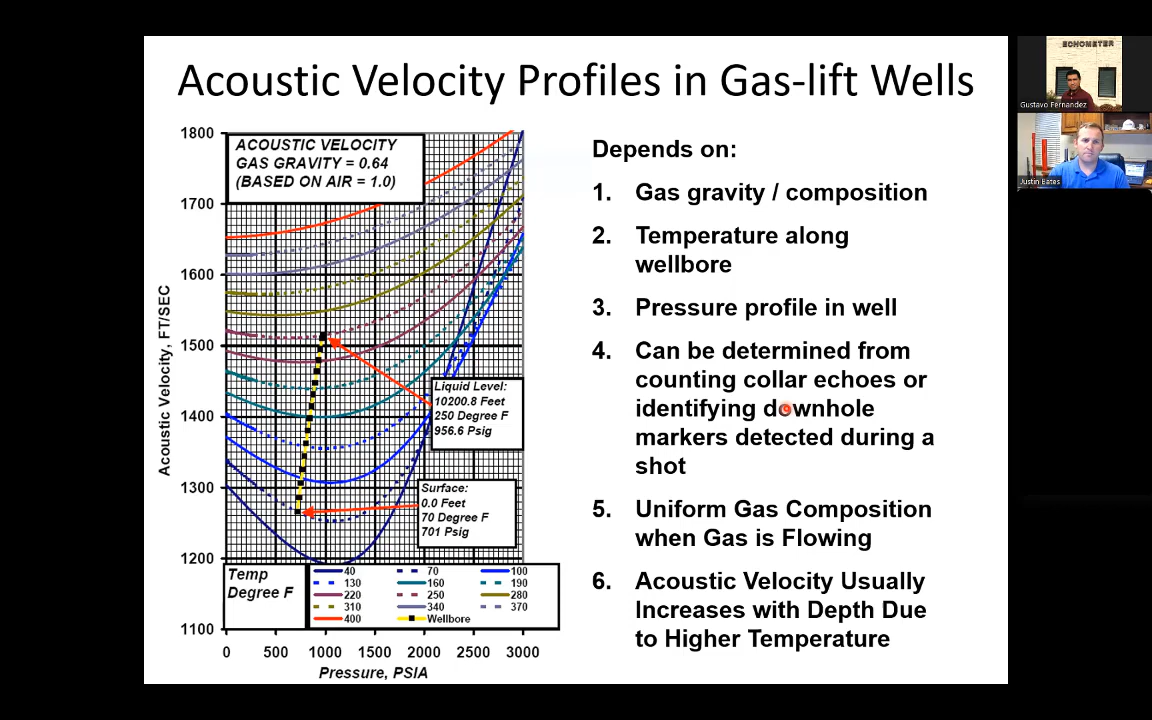 Acoustic Velocity Profiles in Gas-lift Wells
ECHOMETER
Gustavo Fernandez
Justin Bates
1800
1700
1600
1500
1400
1300
1200
1100
Acoustic Velocity, FT/SEC
ACOUSTIC VELOCITY
GAS GRAVITY = 0.64
(BASED ON AIR = 1.0)
Liquid Level:
10200.8 Feet
250 Degree F
956.6 Psig
Surface:
0.0 Feet
70 Degree F
701 Psig
Temp
Degree F
40 70 100
130 160 190
220 250 280
310 340 370
400 Wellbore
0 500 1000 1500 2000 2500 3000
Pressure, PSIA
Depends on:
1. Gas gravity / composition
2. Temperature along
wellbore
3. Pressure profile in well
4. Can be determined from
counting collar echoes or
identifying downhole
markers detected during a
shot
5. Uniform Gas Composition
when Gas is Flowing
6. Acoustic Velocity Usually
Increases with Depth Due
to Higher Temperature